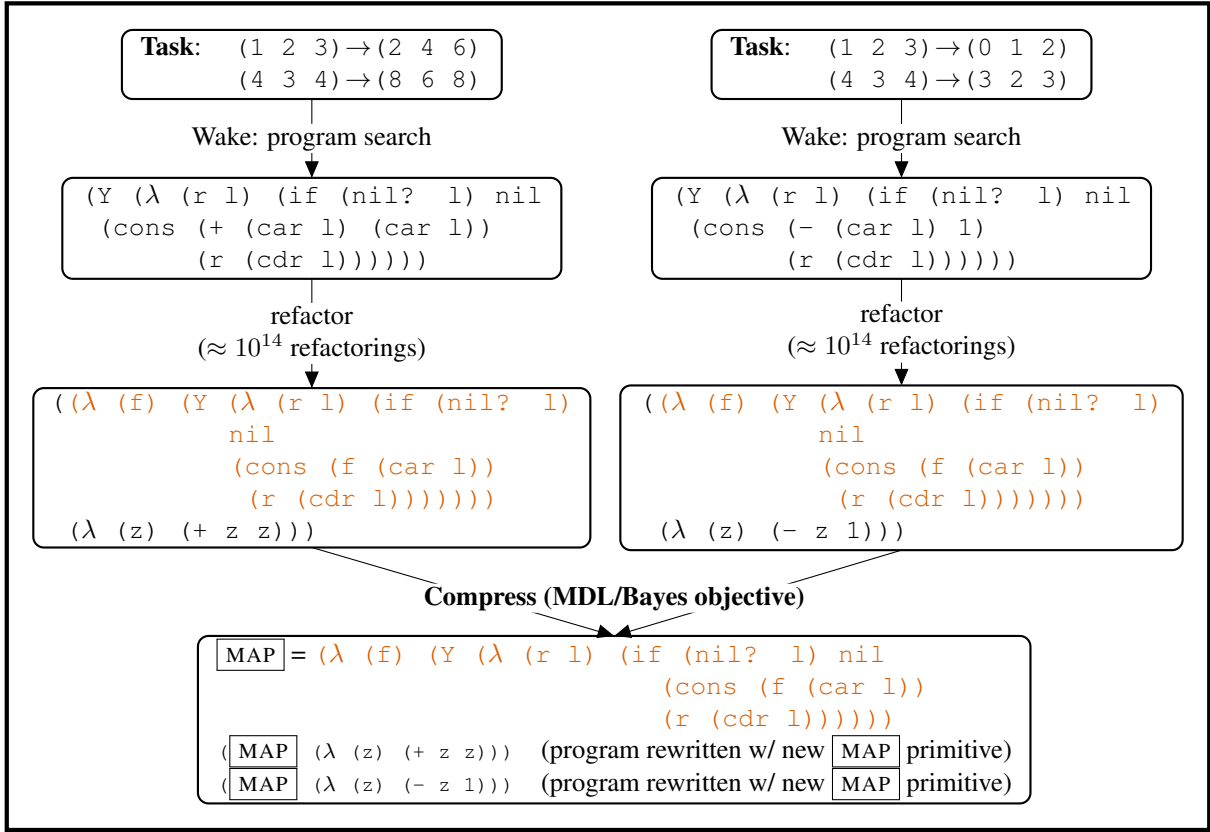 Task: (1 2 3)→(2 4 6)
(4 3 4)→(8 6 8)
Wake: program search
(Y (λ (r l) (if (nil? l) nil
(cons (+ (car l) (car l))
(r (cdr l))))))
refactor
(≈ 10^14 refactorings)
((λ (f) (Y (λ (r l) (if (nil? l)
nil
(cons (f (car l))
(r (cdr l)))))))
(λ (z) (+ z z)))
Task: (1 2 3)→(0 1 2)
(4 3 4)→(3 2 3)
Wake: program search
(Y (λ (r l) (if (nil? l) nil
(cons (- (car l) 1)
(r (cdr l))))))
refactor
(≈ 10^14 refactorings)
((λ (f) (Y (λ (r l) (if (nil? l)
nil
(cons (f (car l))
(r (cdr l)))))))
(λ (z) (- z 1)))
Compress (MDL/Bayes objective)
MAP = (λ (f) (Y (λ (r l) (if (nil? l) nil
(cons (f (car l))
(r (cdr l))))))
(MAP (λ (z) (+ z z))) (program rewritten w/ new MAP primitive)
(MAP (λ (z) (- z 1))) (program rewritten w/ new MAP primitive)